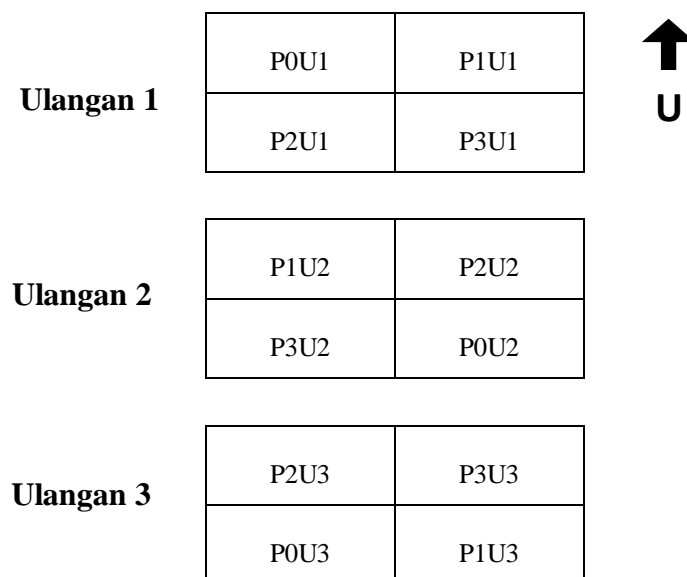 P0U1 P1U1
Ulangan 1
U
P2U1 P3U1
P1U2 P2U2
Ulangan 2
P3U2 P0U2
P2U3 P3U3
Ulangan 3
P0U3 P1U3